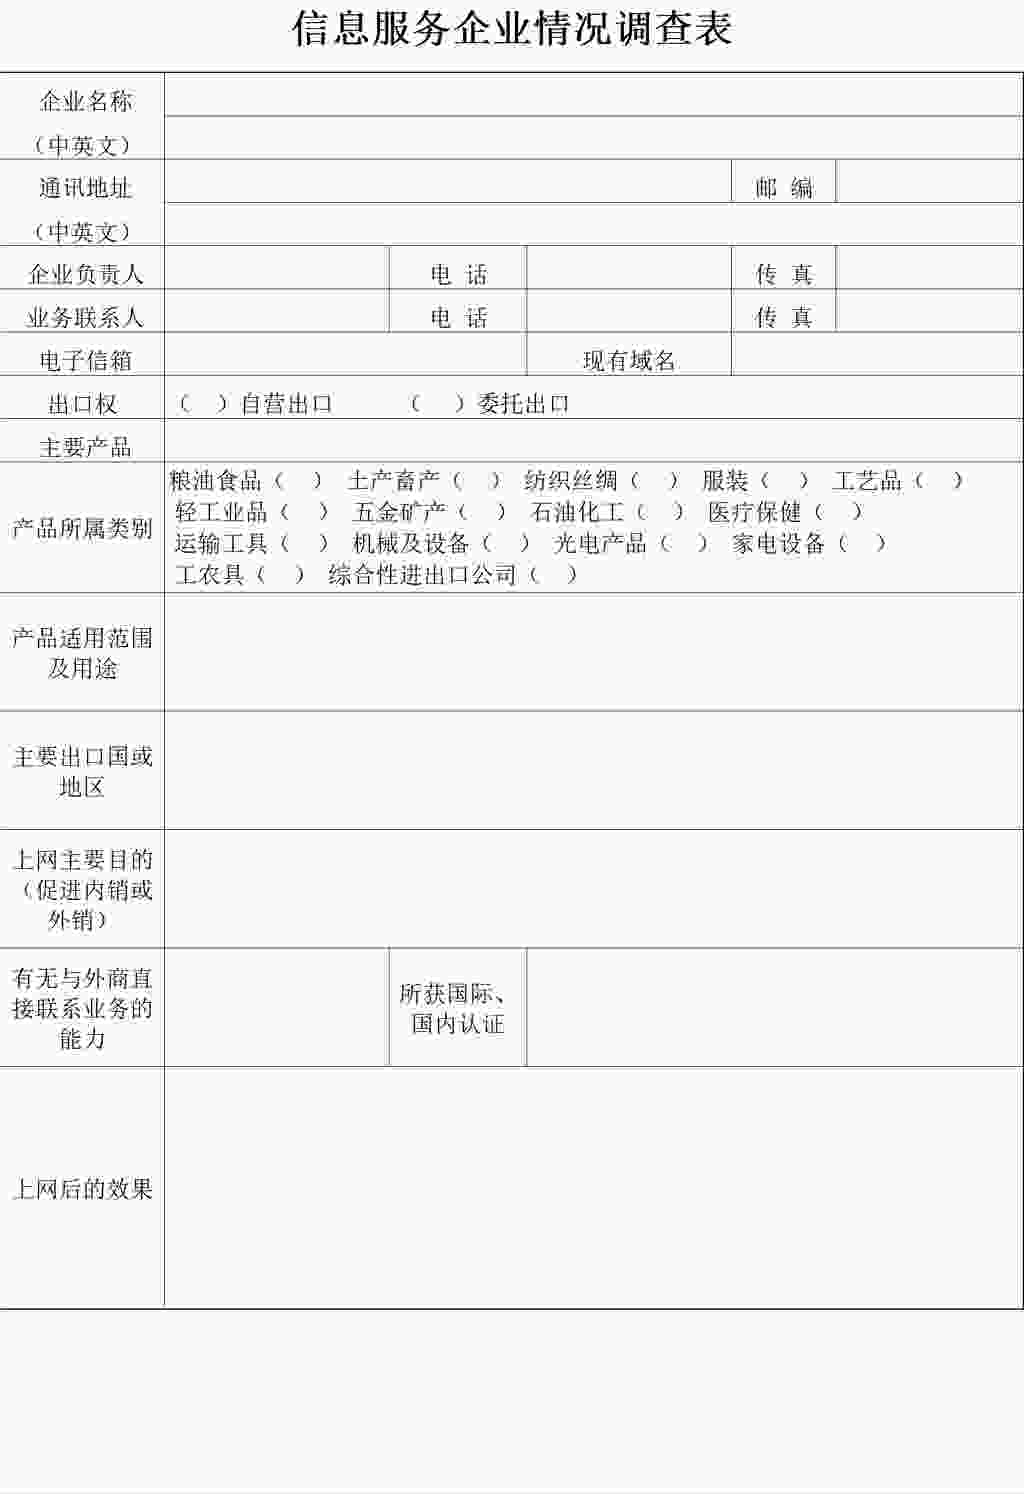 信息服务企业情况调查表
企业名称
（中英文）
通讯地址 邮 编
（中英文）
企业负责人 电 话 传 真
业务联系人 电 话 传 真
电子信箱 现有域名
出口权 （ ）自营出口 （ ）委托出口
主要产品
产品所属类别
粮油食品（ ） 土产畜产（ ） 纺织丝绸（ ） 服装（ ） 工艺品（ ）
轻工业品（ ） 五金矿产（ ） 石油化工（ ） 医疗保健（ ）
运输工具（ ） 机械及设备（ ） 光电产品（ ） 家电设备（ ）
工农具（ ） 综合性进出口公司（ ）
产品适用范围
及用途
主要出口国或
地区
上网主要目的
（促进内销或
外销）
有无与外商直
接联系业务的
能力
所获国际、
国内认证
上网后的效果